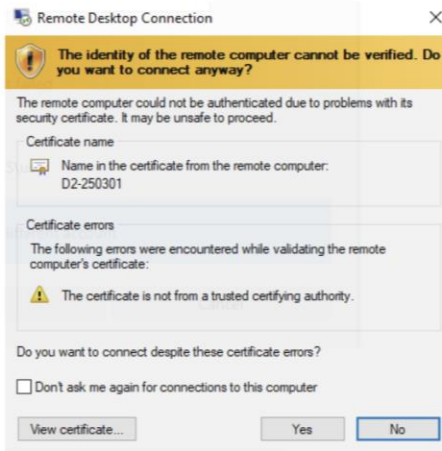 Remote Desktop Connection
The identity of the remote computer cannot be verified. Do
you want to connect anyway?
The remote computer could not be authenticated due to problems with its
security certificate. It may be unsafe to proceed.
Certificate name
Name in the certificate from the remote computer:
D2-250301
Certificate errors
The following errors were encountered while validating the remote
computer's certificate:
The certificate is not from a trusted certifying authority.
Do you want to connect despite these certificate errors?
Don't ask me again for connections to this computer
View certificate...
Yes
No